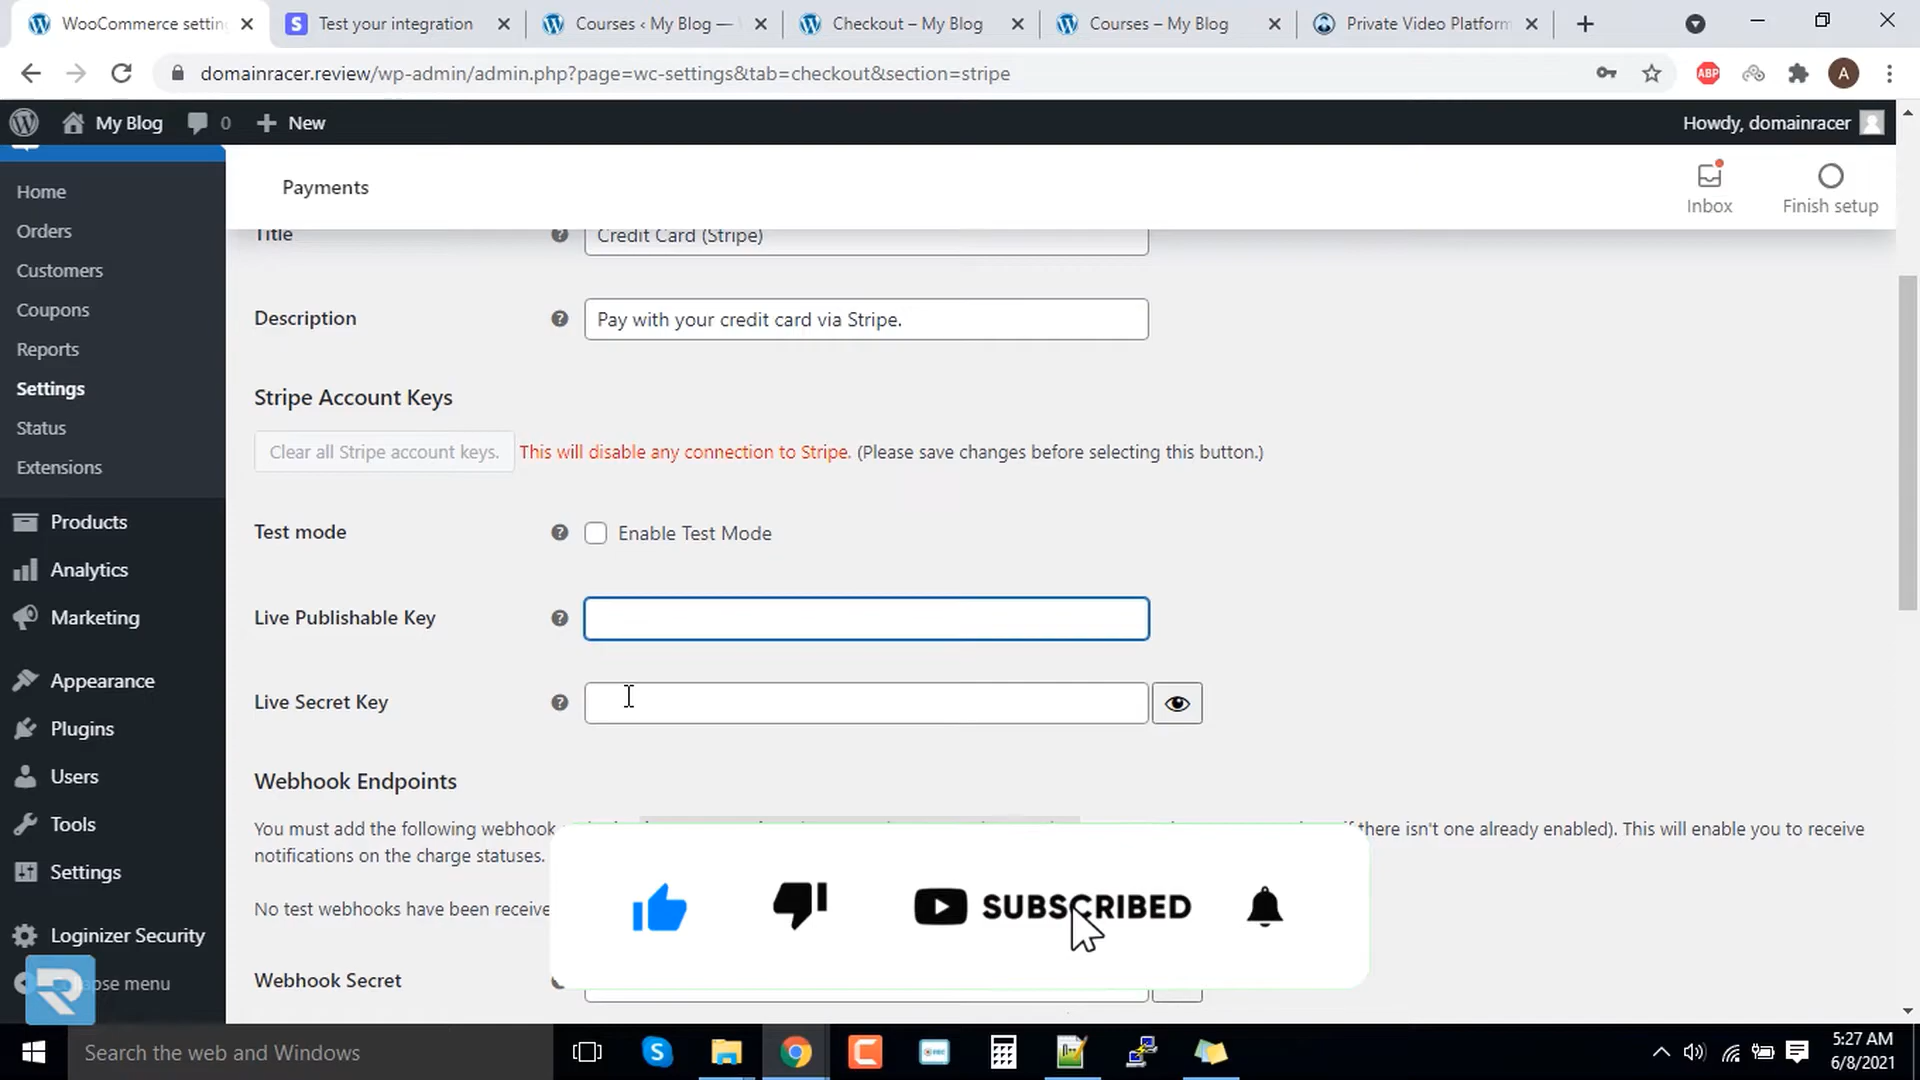 WooCommerce settin
Test your integration
Courses ‹ My Blog —
Checkout – My Blog
Courses – My Blog
Private Video Platform
domainracer.review/wp-admin/admin.php?page=wc-settings&tab=checkout&section=stripe
ABP
A
My Blog
0
New
Howdy, domainracer
Home
Orders
Customers
Coupons
Reports
Settings
Status
Extensions
Products
Analytics
Marketing
Appearance
Plugins
Users
Tools
Settings
Loginizer Security
pse menu
Payments
Inbox
Finish setup
Title
Credit Card (Stripe)
Description
Pay with your credit card via Stripe.
Stripe Account Keys
Clear all Stripe account keys.
This will disable any connection to Stripe. (Please save changes before selecting this button.)
Test mode
Enable Test Mode
Live Publishable Key
Live Secret Key
Webhook Endpoints
You must add the following webhook
if there isn't one already enabled). This will enable you to receive
notifications on the charge statuses.
No test webhooks have been receive
SUBSCRIBED
Webhook Secret
Search the web and Windows
5:27 AM
6/8/2021